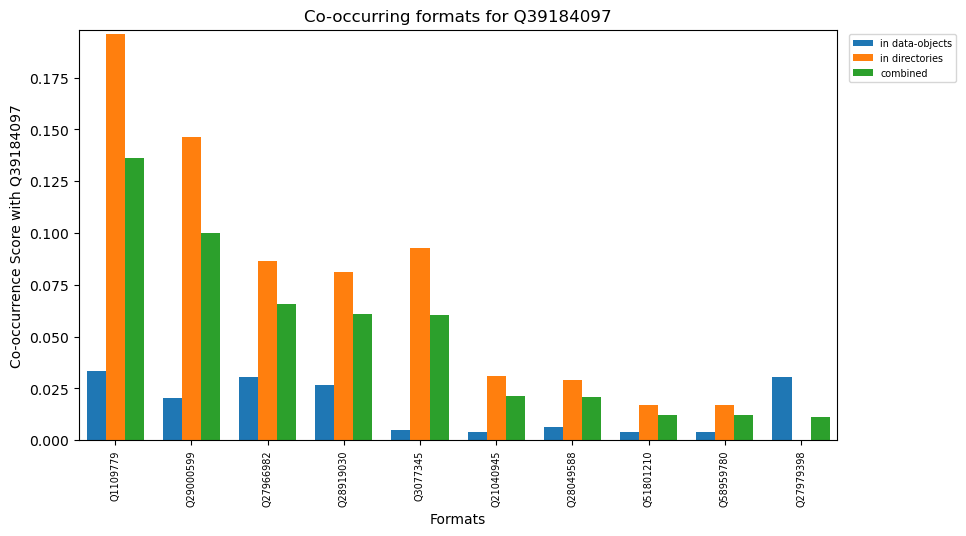 Co-occurring formats for Q39184097
in data-objects
in directories
combined
Co-occurrence Score with Q39184097
0.175
0.150
0.125
0.100
0.075
0.050
0.025
0.000
Q1109779
Q29000599
Q27966982
Q28919030
Q3077345
Q21040945
Q28049588
Q51801210
Q58959780
Q27979398
Formats